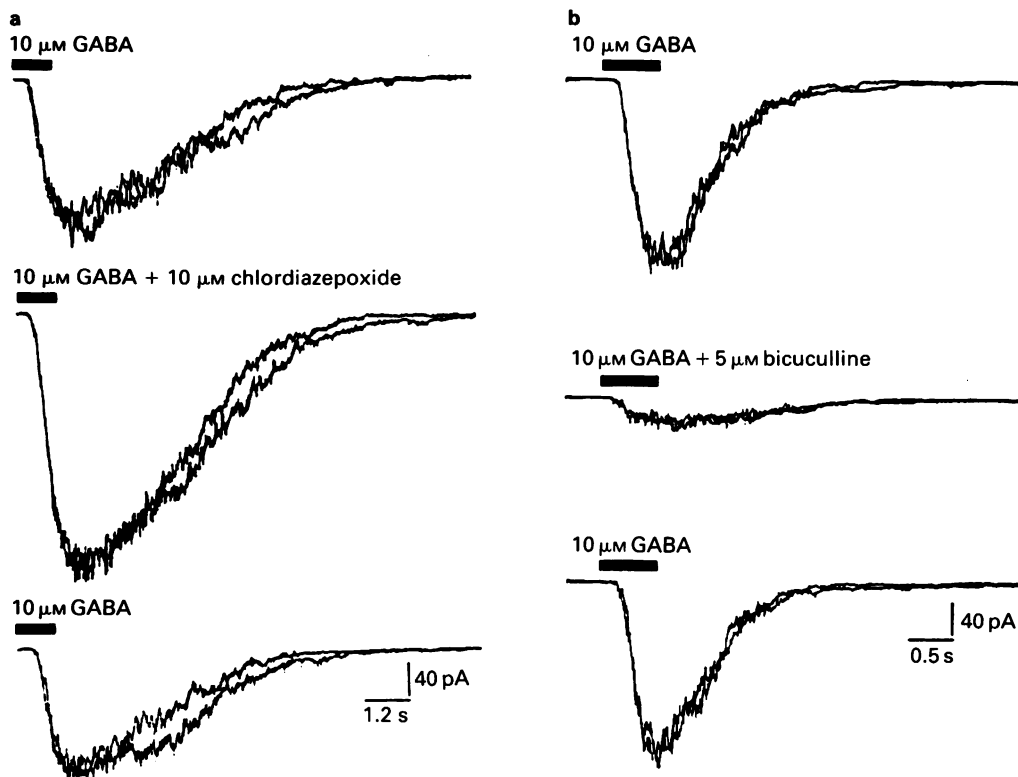 a
10 μM GABA
10 μM GABA + 10 μM chlordiazepoxide
10 μM GABA
40 pA
1.2 s
b
10 μM GABA
10 μM GABA + 5 μM bicuculline
10 μM GABA
40 pA
0.5 s